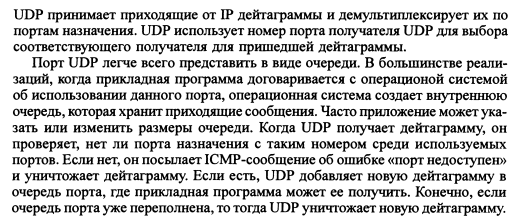 UDP принимает приходящие от IP дейтаграммы и демультиплексирует их по
портам назначения. UDP использует номер порта получателя UDP для выбора
соответствующего получателя для пришедшей дейтаграммы.
Порт UDP легче всего представить в виде очереди. В большинстве реали-
заций, когда прикладная программа договаривается с операционой системой
об использовании данного порта, операционная система создает внутреннюю
очередь, которая хранит приходящие сообщения. Часто приложение может ука-
зать или изменить размеры очереди. Когда UDP получает дейтаграмму, он
проверяет, нет ли порта назначения с таким номером среди используемых
портов. Если нет, он посылает ICMP-сообщение об ошибке «порт недоступен»
и уничтожает дейтаграмму. Если есть, UDP добавляет новую дейтаграмму в
очередь порта, где прикладная программа может ее получить. Конечно, если
очередь порта уже переполнена, то тогда UDP уничтожает новую дейтаграмму.